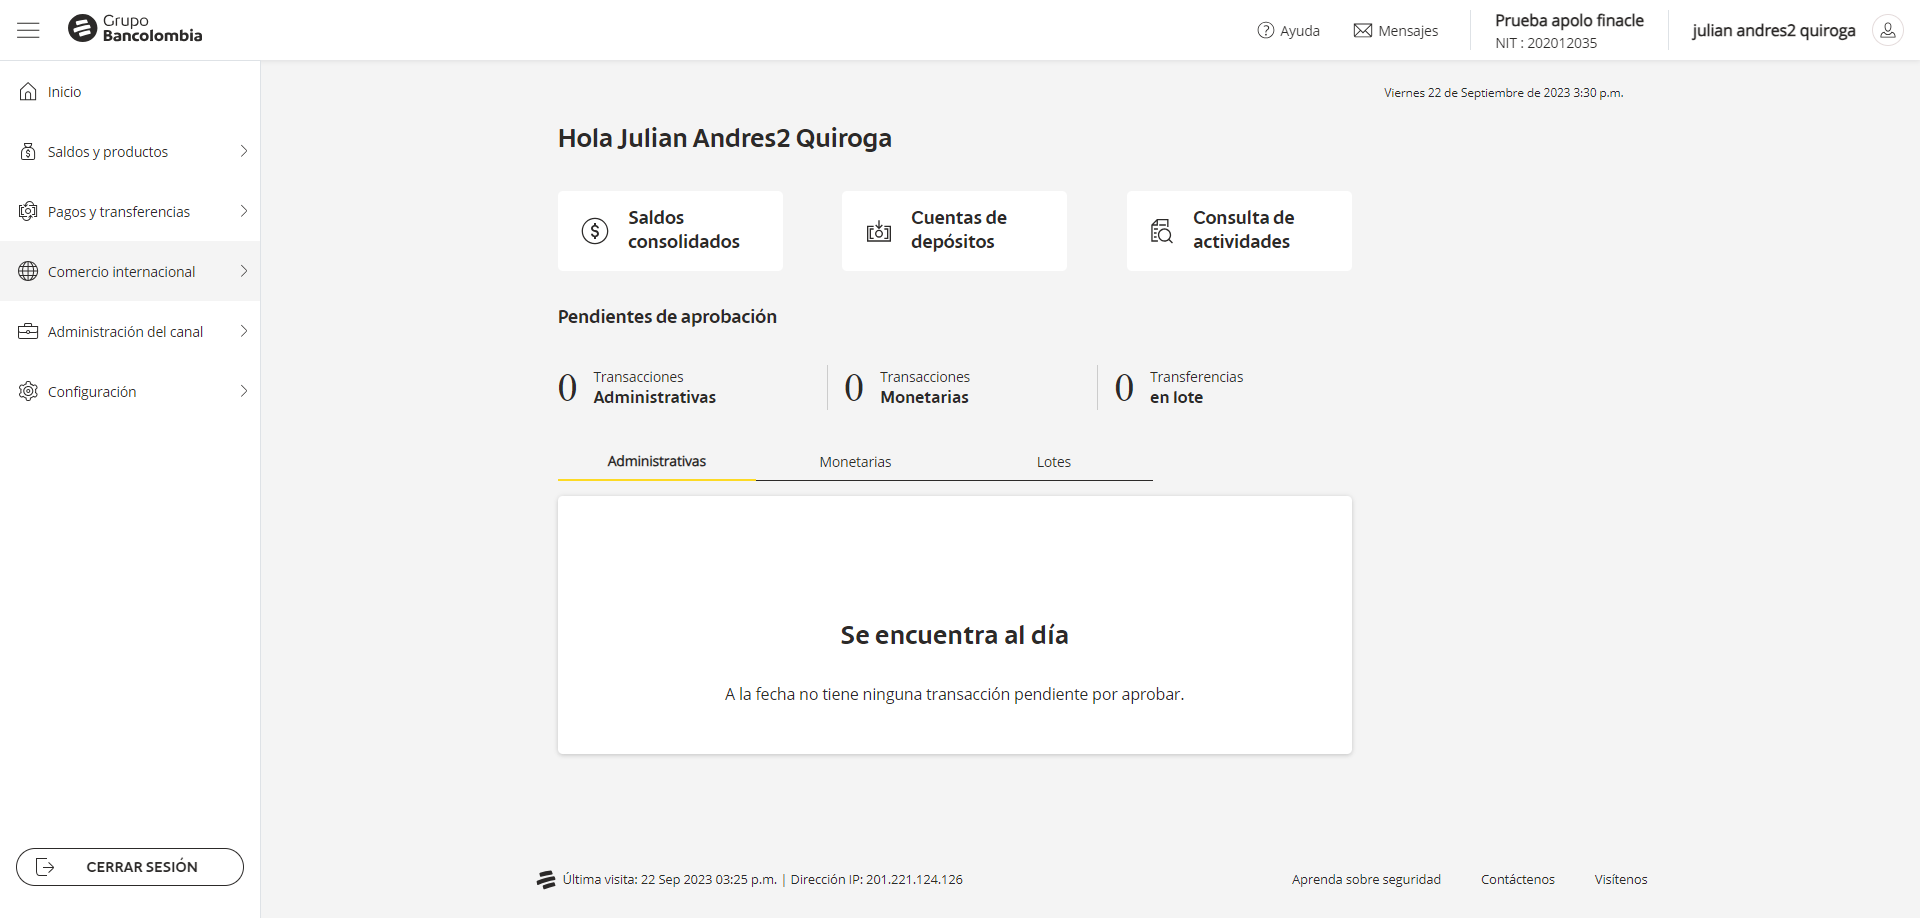 Grupo
Bancolombia
Ayuda
Mensajes
Prueba apolo finacle
NIT : 202012035
julian andres2 quiroga
Inicio
Saldos y productos
Pagos y transferencias
Comercio internacional
Administración del canal
Configuración
CERRAR SESIÓN
Viernes 22 de Septiembre de 2023 3:30 p.m.
Hola Julian Andres2 Quiroga
Saldos
consolidados
Cuentas de
depósitos
Consulta de
actividades
Pendientes de aprobación
0 Transacciones
Administrativas
0 Transacciones
Monetarias
0 Transferencias
en lote
Administrativas Monetarias Lotes
Se encuentra al día
A la fecha no tiene ninguna transacción pendiente por aprobar.
Última visita: 22 Sep 2023 03:25 p.m. | Dirección IP: 201.221.124.126
Aprenda sobre seguridad Contáctenos Visítenos